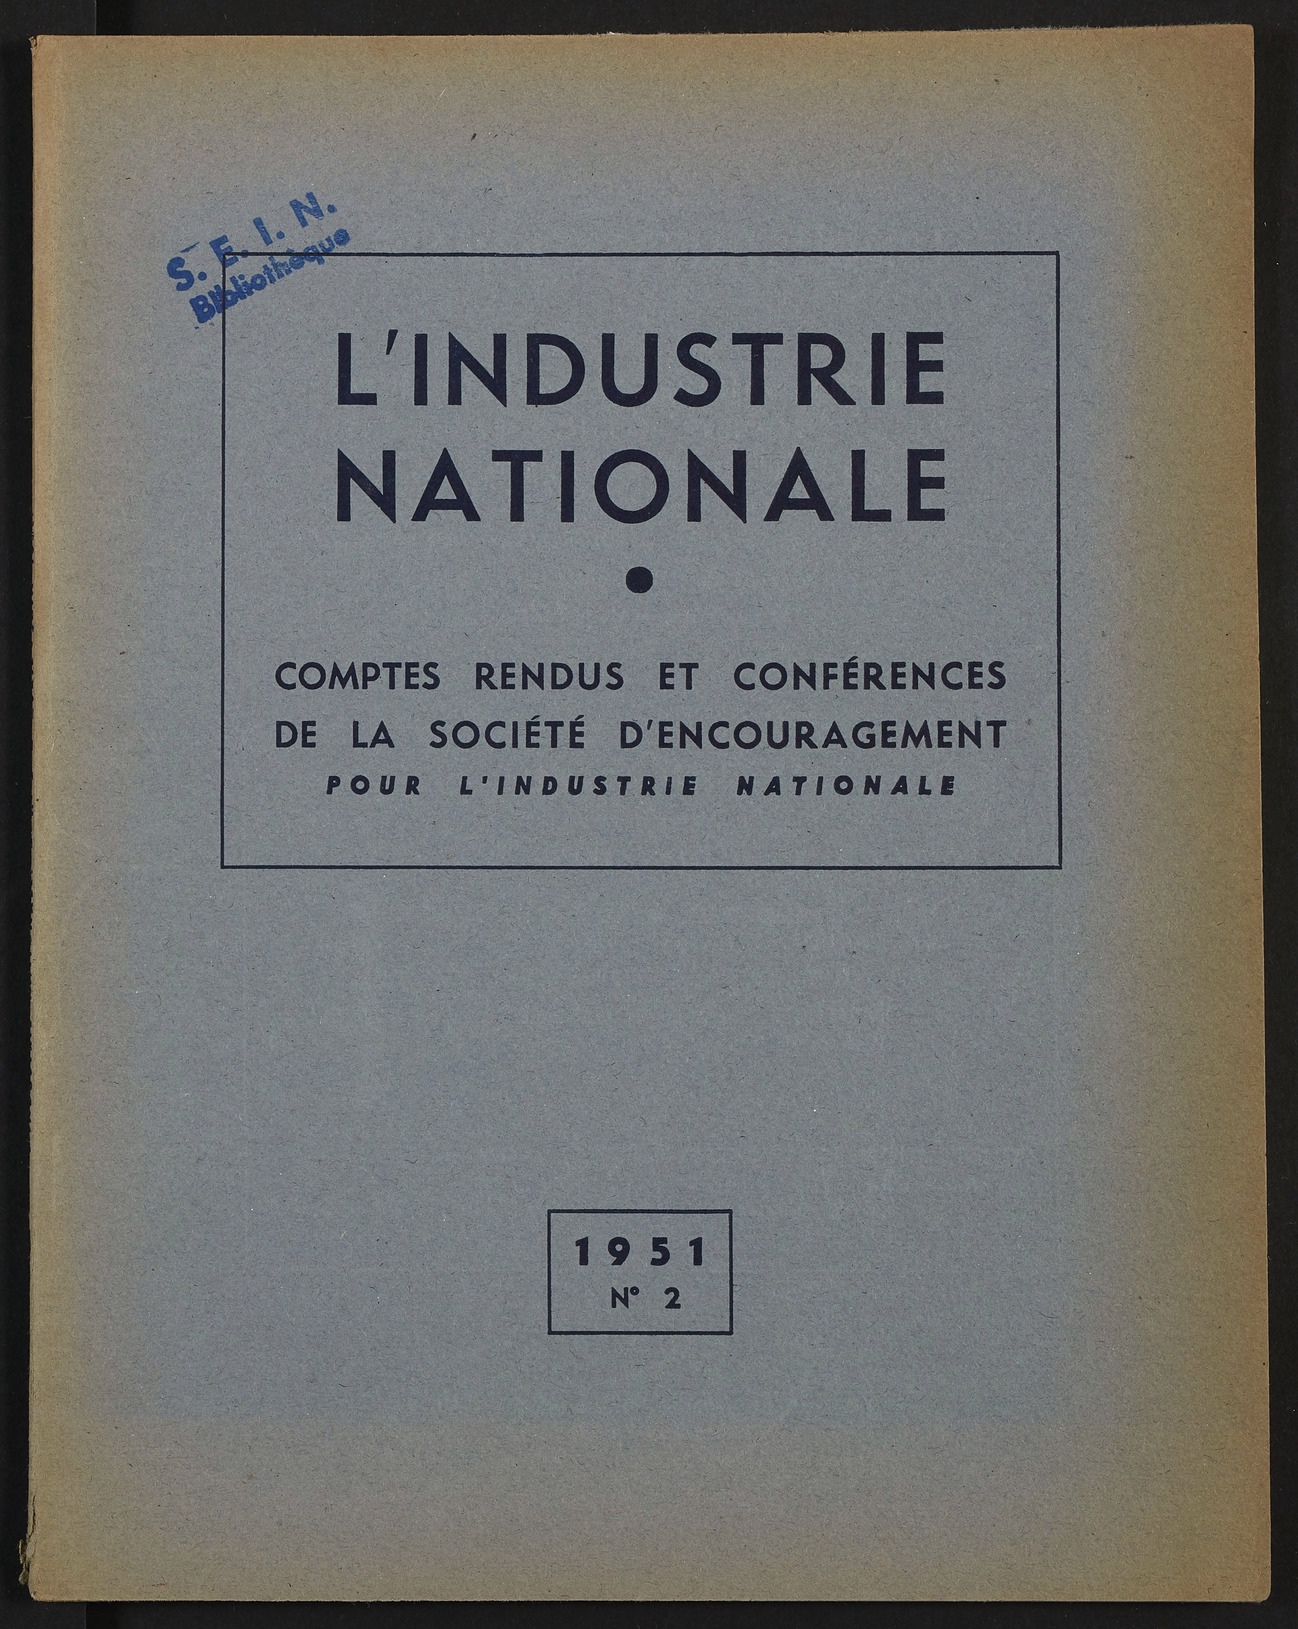 S. E. I. N.
Bibliothèque
L'INDUSTRIE
NATIONALE
COMPTES RENDUS ET CONFÉRENCES
DE LA SOCIÉTÉ D'ENCOURAGEMENT
POUR L'INDUSTRIE NATIONALE
1951
N° 2